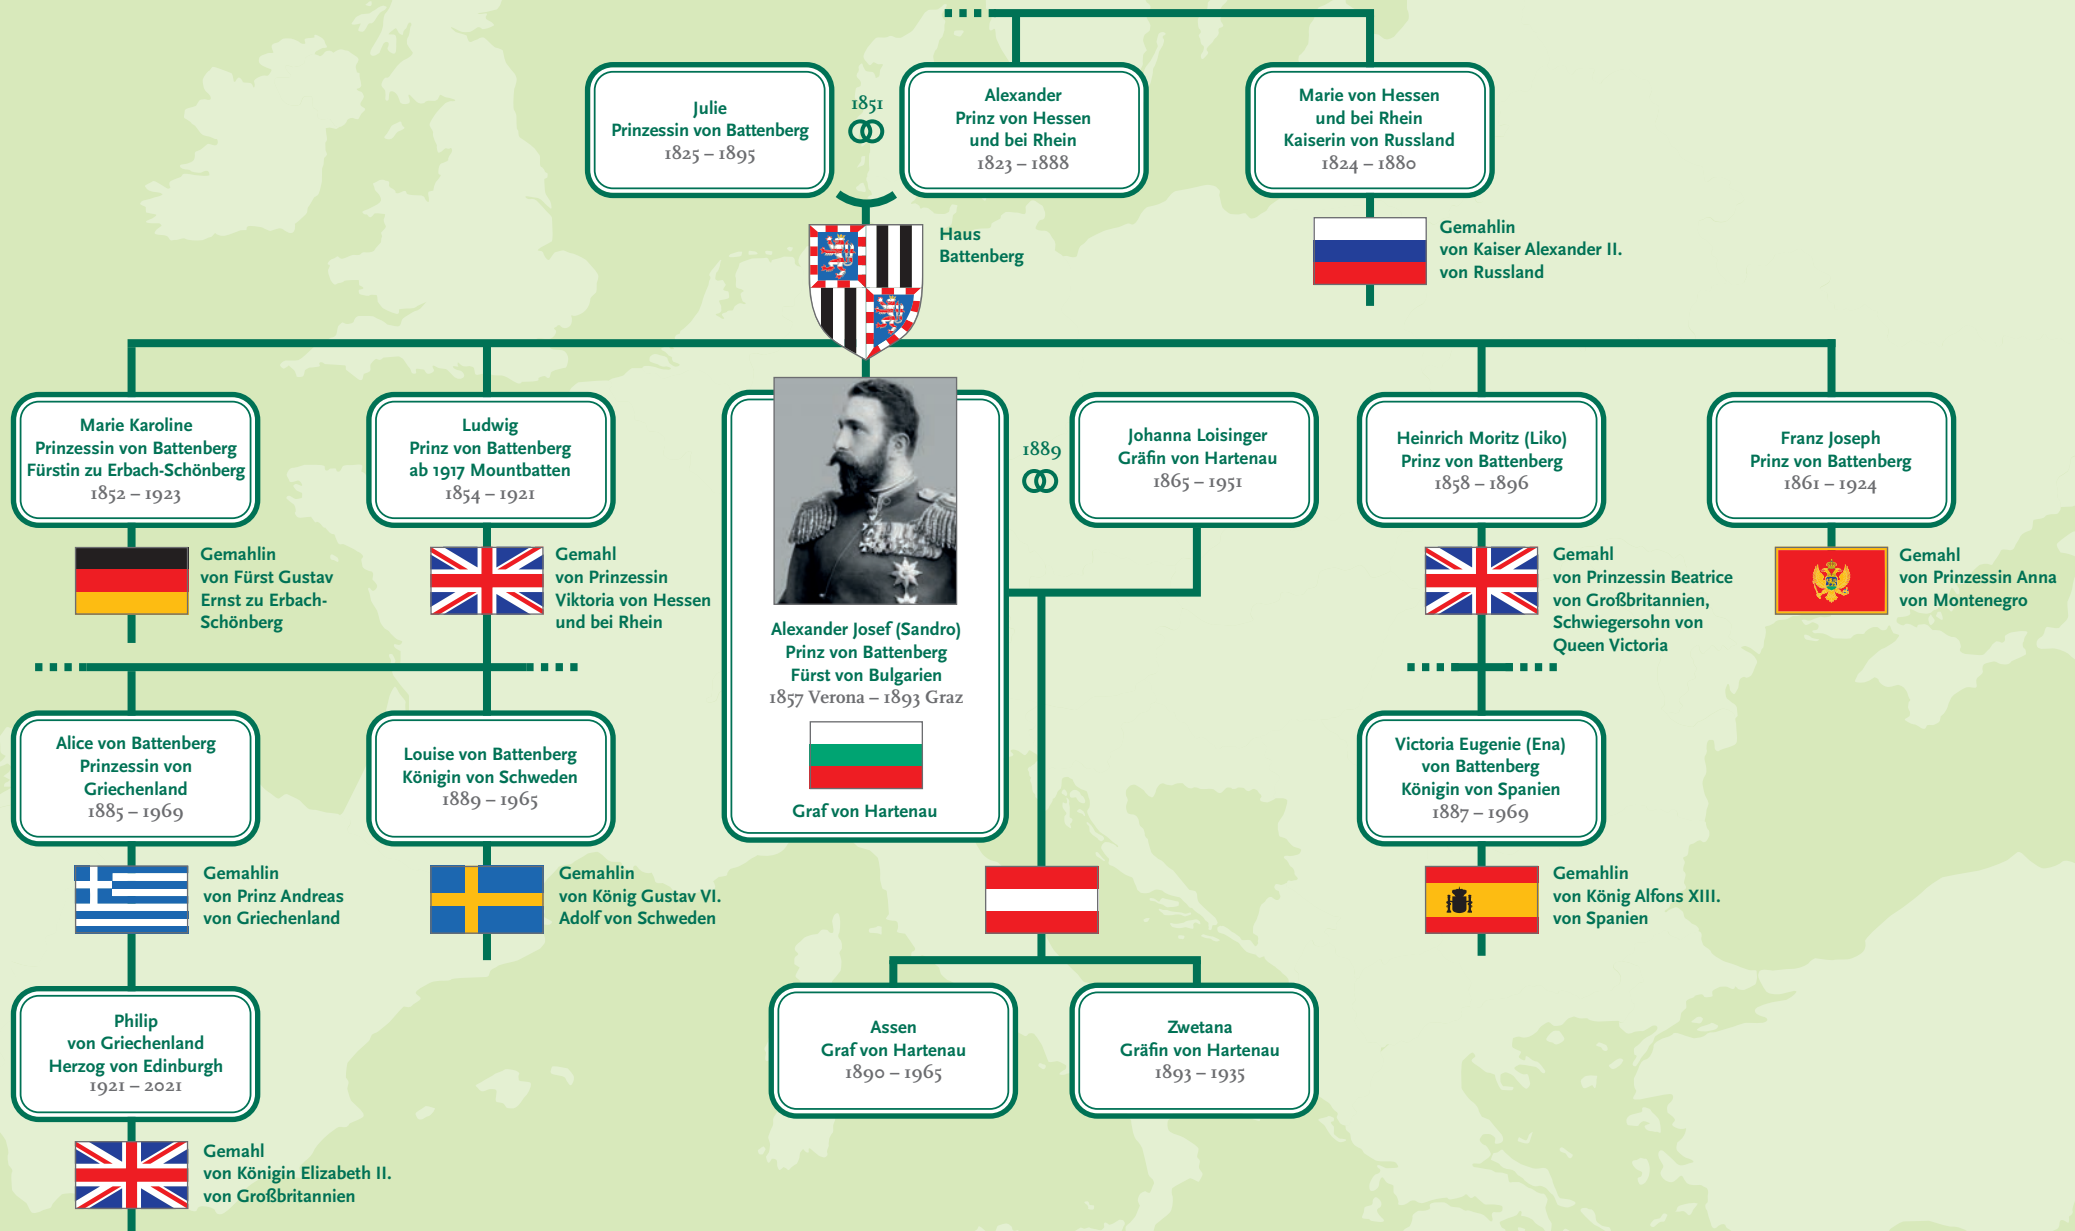 Julie
Prinzessin von Battenberg
1825 – 1895
1851
Alexander
Prinz von Hessen
und bei Rhein
1823 – 1888
Marie von Hessen
und bei Rhein
Kaiserin von Russland
1824 – 1880
Haus
Battenberg
Gemahlin
von Kaiser Alexander II.
von Russland
Marie Karoline
Prinzessin von Battenberg
Fürstin zu Erbach-Schönberg
1852 – 1923
Ludwig
Prinz von Battenberg
ab 1917 Mountbatten
1854 – 1921
1889
Johanna Loisinger
Gräfin von Hartenau
1865 – 1951
Heinrich Moritz (Liko)
Prinz von Battenberg
1858 – 1896
Franz Joseph
Prinz von Battenberg
1861 – 1924
Gemahlin
von Fürst Gustav
Ernst zu Erbach-
Schönberg
Gemahl
von Prinzessin
Viktoria von Hessen
und bei Rhein
Alexander Josef (Sandro)
Prinz von Battenberg
Fürst von Bulgarien
1857 Verona – 1893 Graz
Graf von Hartenau
Gemahl
von Prinzessin Beatrice
von Großbritannien,
Schwiegersohn von
Queen Victoria
Gemahl
von Prinzessin Anna
von Montenegro
Alice von Battenberg
Prinzessin von
Griechenland
1885 – 1969
Louise von Battenberg
Königin von Schweden
1889 – 1965
Victoria Eugenie (Ena)
von Battenberg
Königin von Spanien
1887 – 1969
Gemahlin
von Prinz Andreas
von Griechenland
Gemahlin
von König Gustav VI.
Adolf von Schweden
Gemahlin
von König Alfons XIII.
von Spanien
Philip
von Griechenland
Herzog von Edinburgh
1921 – 2021
Assen
Graf von Hartenau
1890 – 1965
Zwetana
Gräfin von Hartenau
1893 – 1935
Gemahl
von Königin Elizabeth II.
von Großbritannien